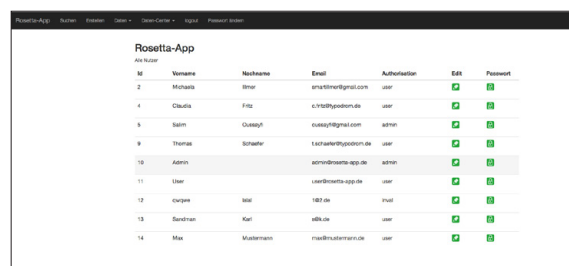 Rosetta-App Suchen Erstellen Daten Daten-Center logout Passwort ändern
Rosetta-App
Alle Nutzer
Id Vorname Nachname Email Authorisation Edit Passwort
2 Michaela Illmer smartillmer@gmail.com user
4 Claudia Fritz c.fritz@typodrom.de user
5 Salim Oussayfi oussayfi@gmail.com admin
9 Thomas Schaefer t.schaefer@typodrom.de user
10 Admin admin@rosetta-app.de admin
11 User user@rosetta-app.de user
12 1@2.de inval
13 Sandman Karl e@k.de user
14 Max Mustermann max@mustermann.de user